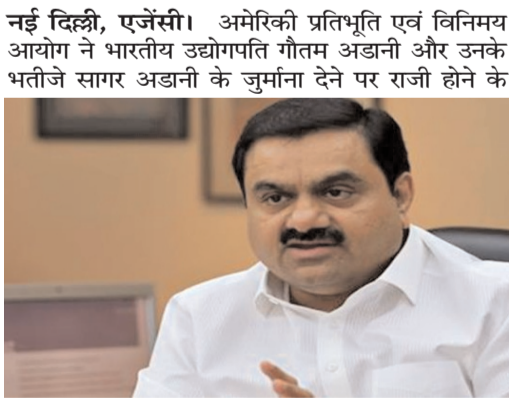 नई दिल्ली, एजेंसी। अमेरिकी प्रतिभूति एवं विनिमय
आयोग ने भारतीय उद्योगपति गौतम अडानी और उनके
भतीजे सागर अडानी के जुर्माना देने पर राजी होने के